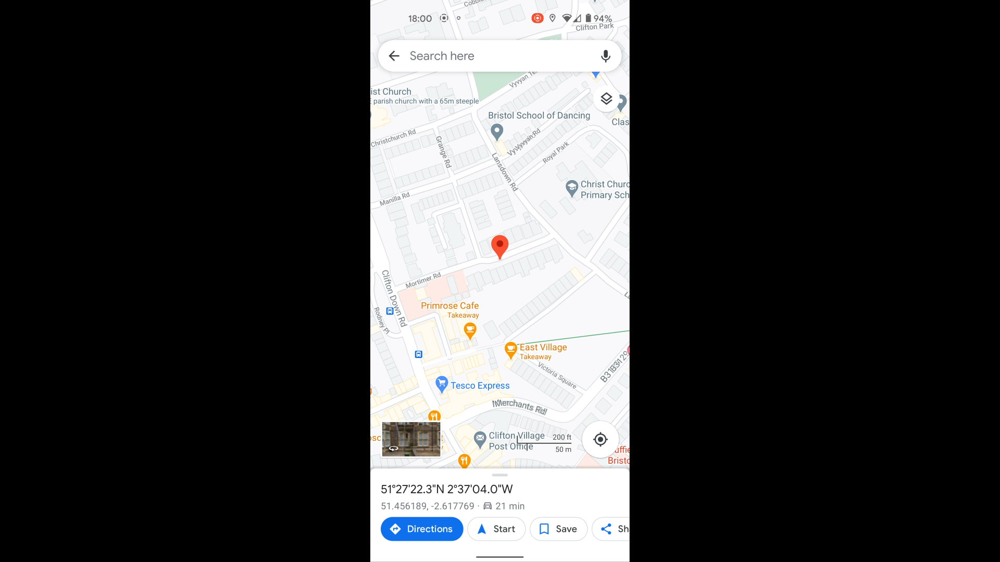 Cobble
18:00
94%
Clifton Park
Search here
Vyvyan Te
ist Church
parish church with a 65m steeple
Bristol School of Dancing
Clas
Christchurch Rd
Grange Rd
Vyvyan Rd
Royal Park
Lansdown Rd
Christ Churc
Primary Sch
Manilla Rd
Mortimer Rd
Clifton Down Rd
Primrose Cafe
Takeaway
Rodney Pl
East Village
Takeaway
Victoria Square
B3129
Tesco Express
Merchants Rd
Clifton Village
Post Office
200 ft
50 m
uffie
Bristo
51°27'22.3"N 2°37'04.0"W
51.456189, -2.617769 · 21 min
Directions
Start
Save
Sh